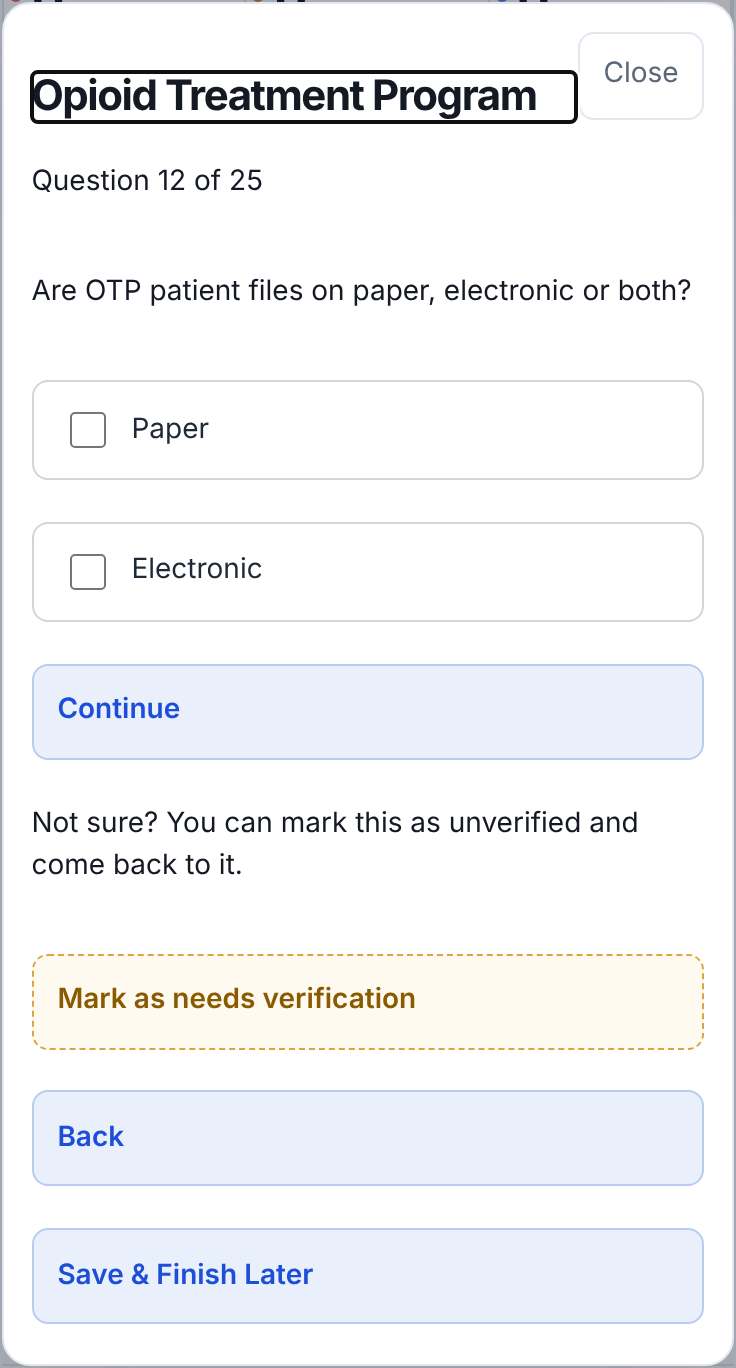 Opioid Treatment Program
Close
Question 12 of 25
Are OTP patient files on paper, electronic or both?
Paper
Electronic
Continue
Not sure? You can mark this as unverified and
come back to it.
Mark as needs verification
Back
Save & Finish Later